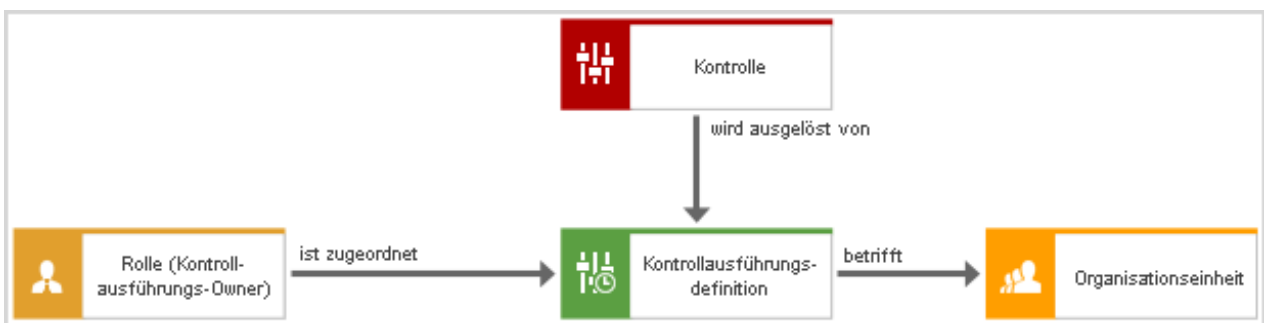 Kontrolle
wird ausgelöst von
Rolle (Kontroll-
ausführungs-Owner)
ist zugeordnet
Kontrollausführungs-
definition
betrifft
Organisationseinheit